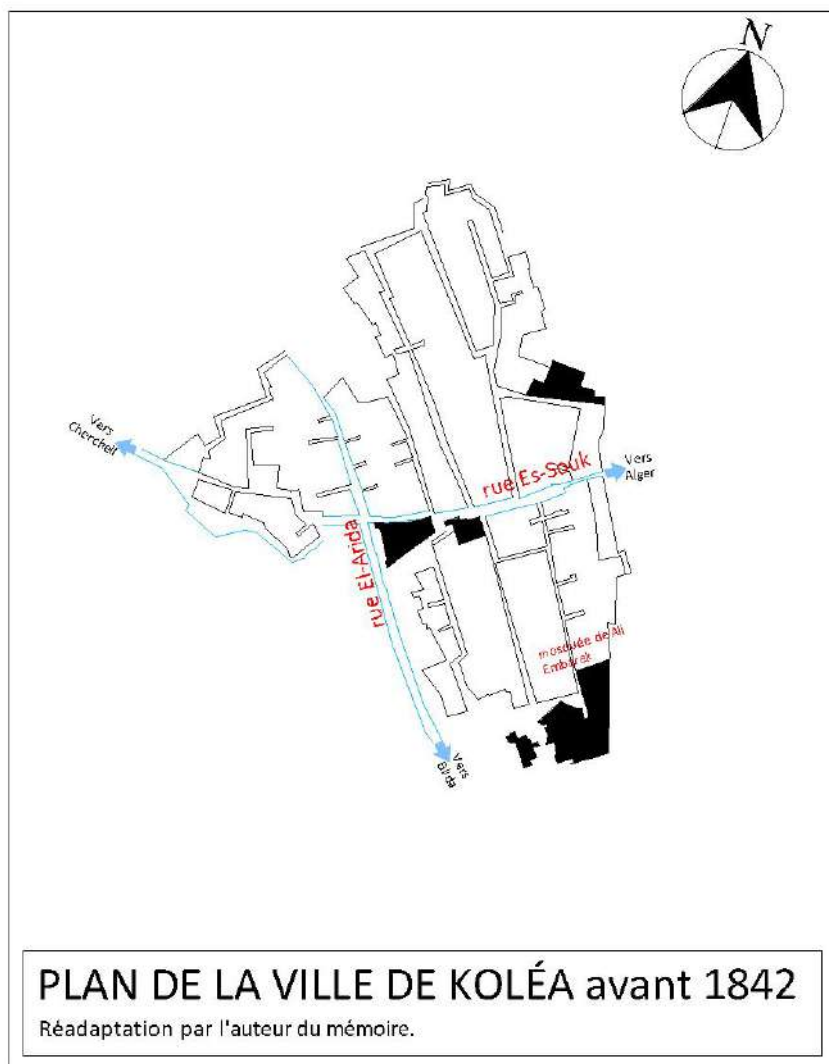 N
Vers
Cherchell
rue Es-Souk
Vers
Alger
rue El-Arida
mosquée de Ali
Embarek
Vers
Blida
PLAN DE LA VILLE DE KOLÉA avant 1842
Réadaptation par l'auteur du mémoire.